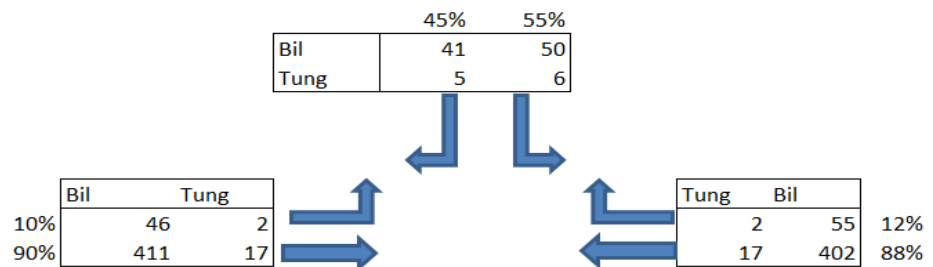 45% 55%
Bil 41 50
Tung 5 6
Bil Tung
10% 46 2
90% 411 17
Tung Bil
2 55 12%
17 402 88%